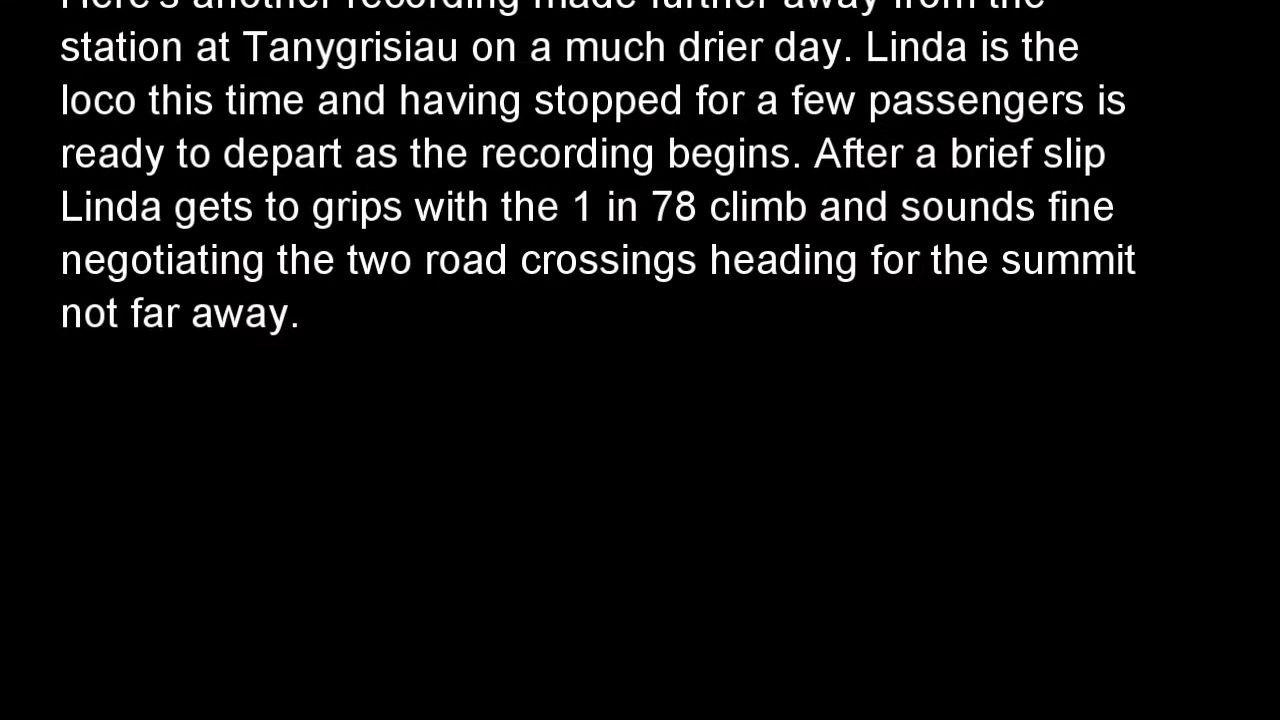 Here's another recording made further away from the
station at Tanygrisiau on a much drier day. Linda is the
loco this time and having stopped for a few passengers is
ready to depart as the recording begins. After a brief slip
Linda gets to grips with the 1 in 78 climb and sounds fine
negotiating the two road crossings heading for the summit
not far away.